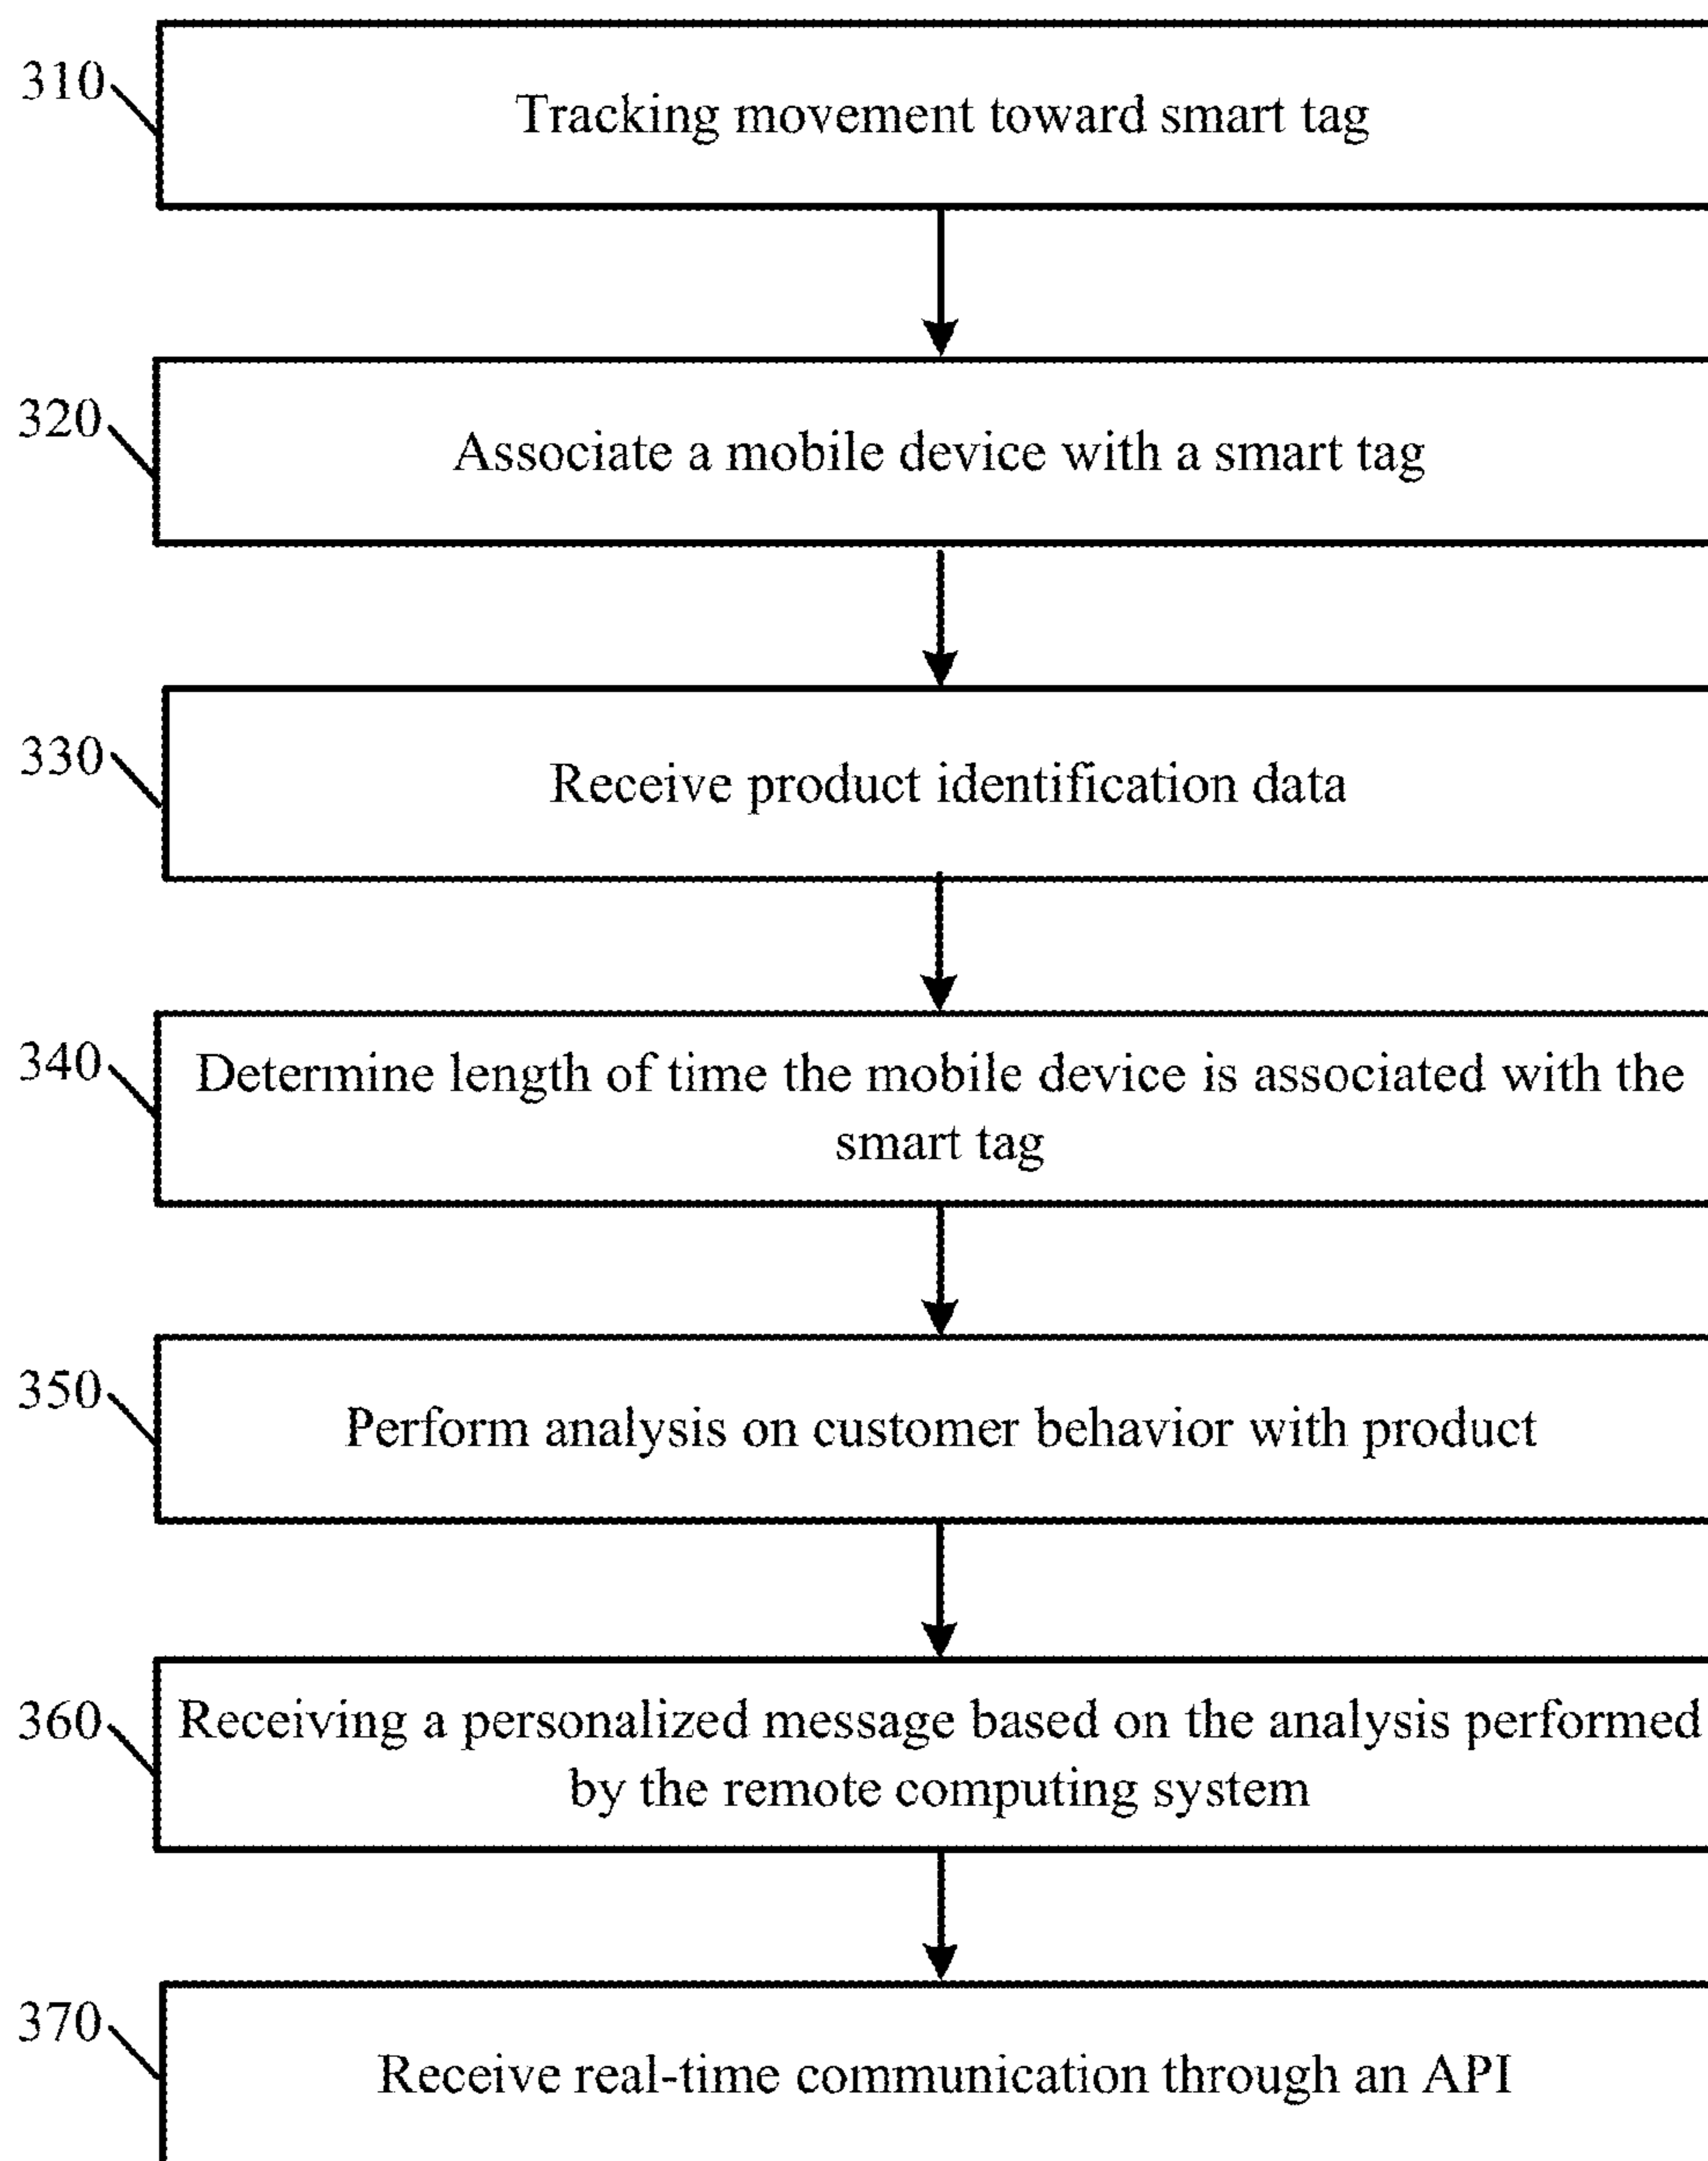 310
Tracking movement toward smart tag
320
Associate a mobile device with a smart tag
330
Receive product identification data
340
Determine length of time the mobile device is associated with the
smart tag
350
Perform analysis on customer behavior with product
360
Receiving a personalized message based on the analysis performed
by the remote computing system
370
Receive real-time communication through an API